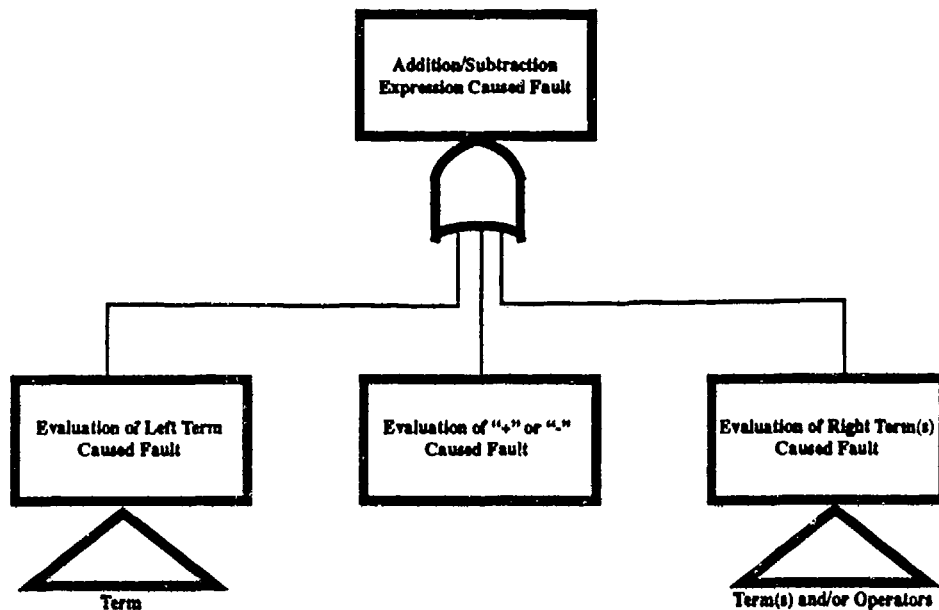 Addition/Subtraction
Expression Caused Fault
Evaluation of Left Term
Caused Fault
Evaluation of “+” or “-”
Caused Fault
Evaluation of Right Term(s)
Caused Fault
Term
Term(s) and/or Operators